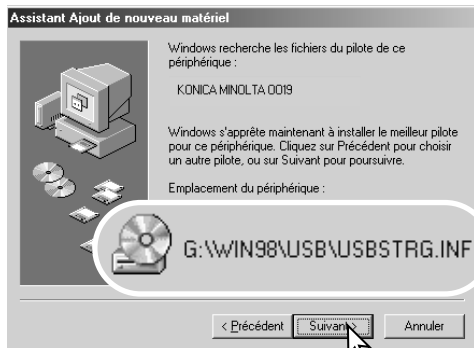 Assistant Ajout de nouveau matériel
Windows recherche les fichiers du pilote de ce
périphérique :
KONICA MINOLTA 0019
Windows s'apprête maintenant à installer le meilleur pilote
pour ce périphérique. Cliquez sur Précédent pour choisir
un autre pilote, ou sur Suivant pour poursuivre.
Emplacement du périphérique :
G:\WIN98\USB\USBSTRG.INF
< Précédent Suivant > Annuler